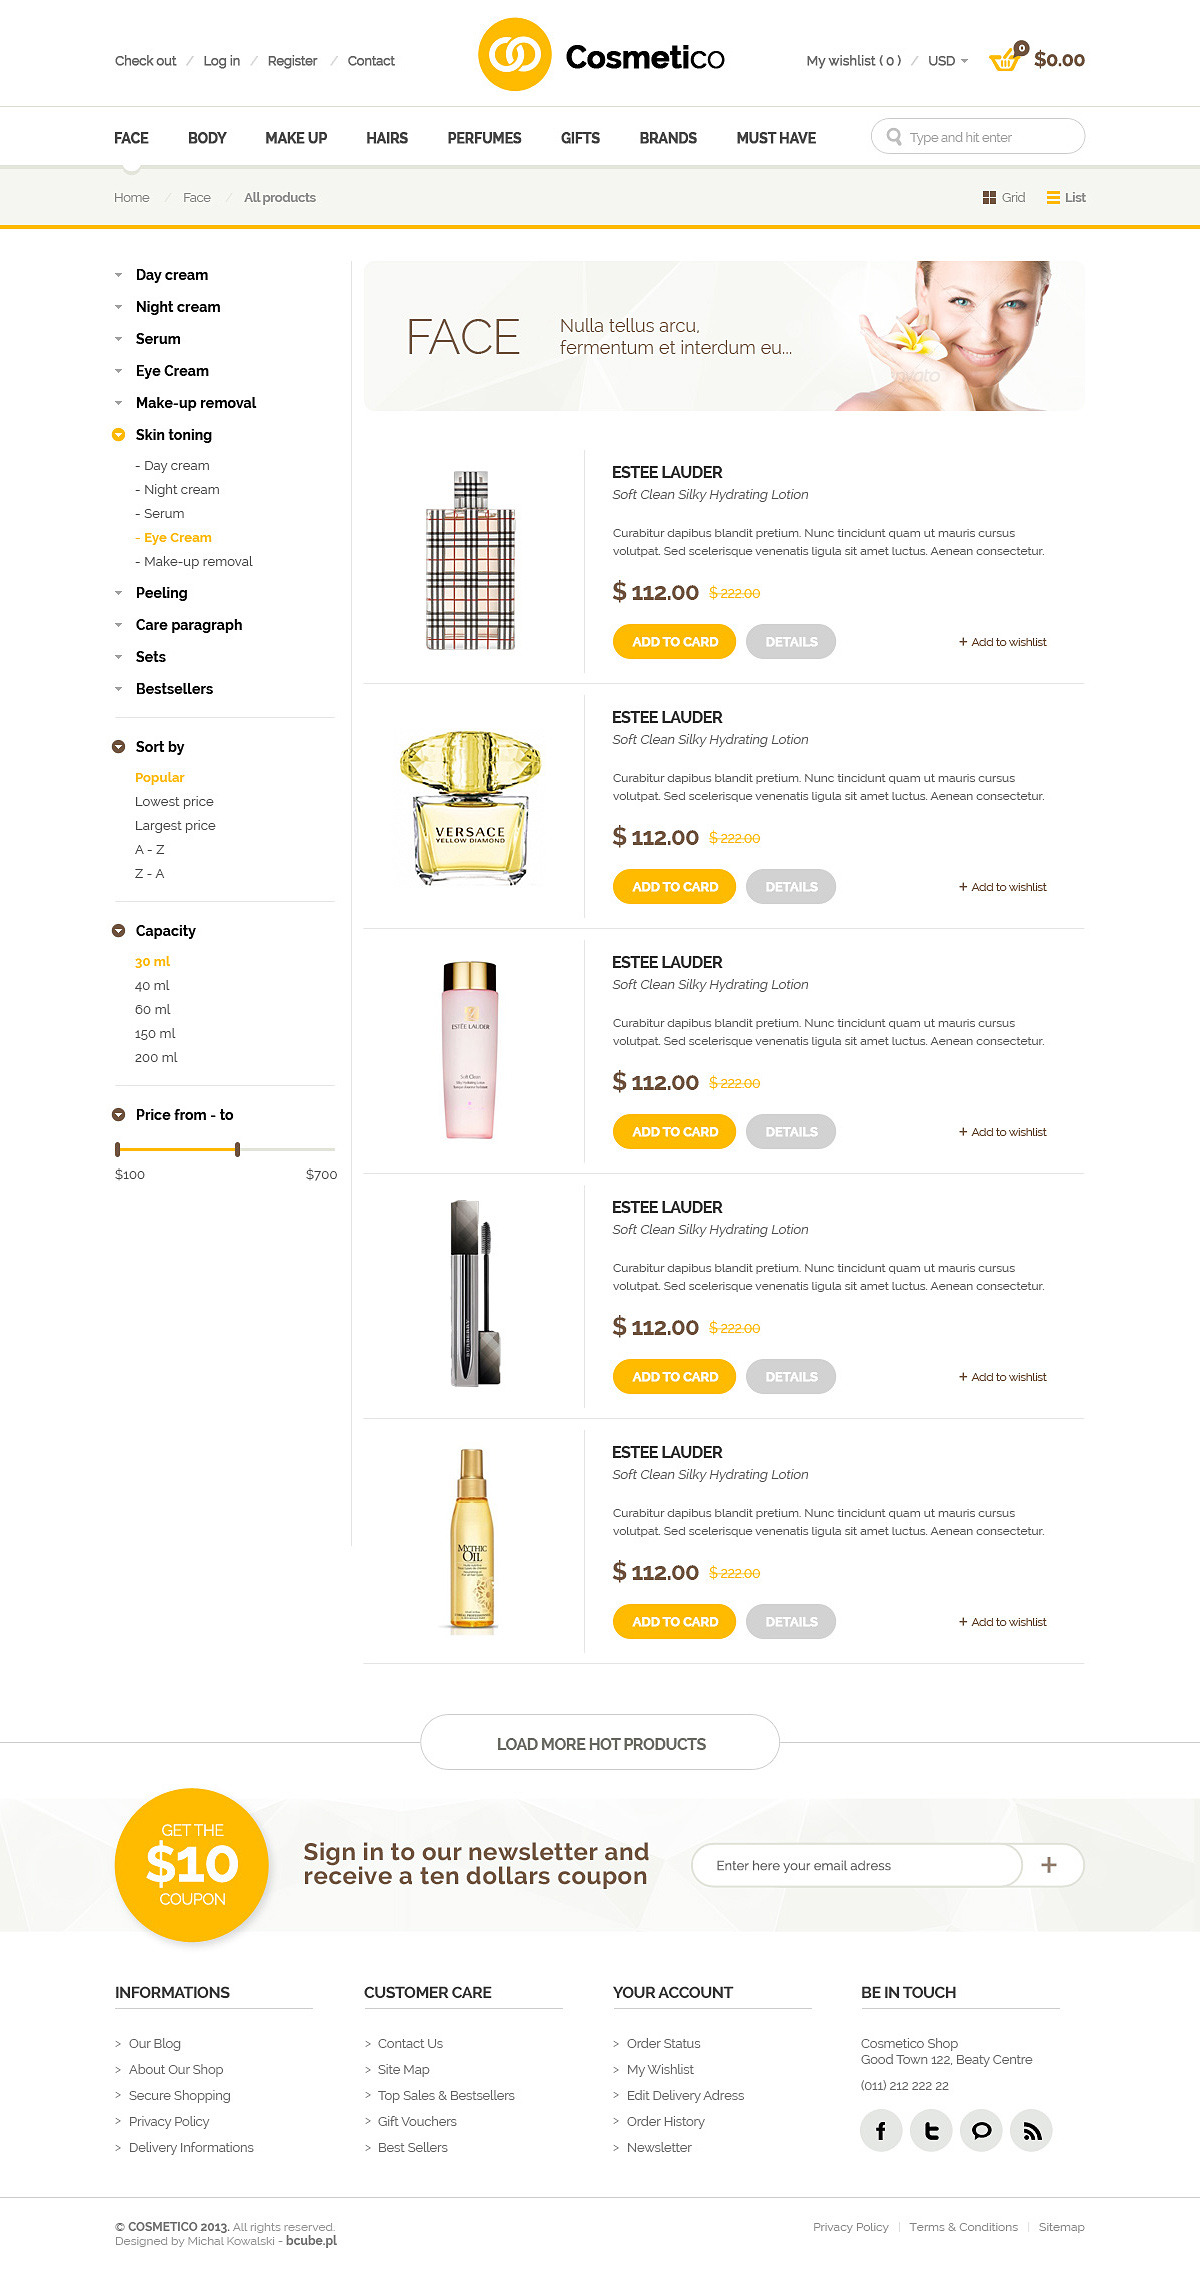 Check out / Log in / Register / Contact
Cosmetico
My wishlist ( 0 ) / USD
0
$0.00
FACE BODY MAKE UP HAIRS PERFUMES GIFTS BRANDS MUST HAVE
Type and hit enter
Home / Face / All products
Grid List
Day cream
Night cream
Serum
Eye Cream
Make-up removal
Skin toning
- Day cream
- Night cream
- Serum
- Eye Cream
- Make-up removal
Peeling
Care paragraph
Sets
Bestsellers
Sort by
Popular
Lowest price
Largest price
A - Z
Z - A
Capacity
30 ml
40 ml
60 ml
150 ml
200 ml
Price from - to
$100 $700
FACE
Nulla tellus arcu,
fermentum et interdum eu...
envato
ESTEE LAUDER
Soft Clean Silky Hydrating Lotion
Curabitur dapibus blandit pretium. Nunc tincidunt quam ut mauris cursus
volutpat. Sed scelerisque venenatis ligula sit amet luctus. Aenean consectetur.
$ 112.00 $ 222.00
ADD TO CARD DETAILS + Add to wishlist
VERSACE
YELLOW DIAMOND
ESTEE LAUDER
Soft Clean Silky Hydrating Lotion
Curabitur dapibus blandit pretium. Nunc tincidunt quam ut mauris cursus
volutpat. Sed scelerisque venenatis ligula sit amet luctus. Aenean consectetur.
$ 112.00 $ 222.00
ADD TO CARD DETAILS + Add to wishlist
ESTEE LAUDER
Soft Clean
ESTEE LAUDER
Soft Clean Silky Hydrating Lotion
Curabitur dapibus blandit pretium. Nunc tincidunt quam ut mauris cursus
volutpat. Sed scelerisque venenatis ligula sit amet luctus. Aenean consectetur.
$ 112.00 $ 222.00
ADD TO CARD DETAILS + Add to wishlist
BURBERRY
ESTEE LAUDER
Soft Clean Silky Hydrating Lotion
Curabitur dapibus blandit pretium. Nunc tincidunt quam ut mauris cursus
volutpat. Sed scelerisque venenatis ligula sit amet luctus. Aenean consectetur.
$ 112.00 $ 222.00
ADD TO CARD DETAILS + Add to wishlist
MYTHIC
OIL
ESTEE LAUDER
Soft Clean Silky Hydrating Lotion
Curabitur dapibus blandit pretium. Nunc tincidunt quam ut mauris cursus
volutpat. Sed scelerisque venenatis ligula sit amet luctus. Aenean consectetur.
$ 112.00 $ 222.00
ADD TO CARD DETAILS + Add to wishlist
LOAD MORE HOT PRODUCTS
GET THE
$10
COUPON
Sign in to our newsletter and
receive a ten dollars coupon
Enter here your email adress +
INFORMATIONS
> Our Blog
> About Our Shop
> Secure Shopping
> Privacy Policy
> Delivery Informations
CUSTOMER CARE
> Contact Us
> Site Map
> Top Sales & Bestsellers
> Gift Vouchers
> Best Sellers
YOUR ACCOUNT
> Order Status
> My Wishlist
> Edit Delivery Adress
> Order History
> Newsletter
BE IN TOUCH
Cosmetico Shop
Good Town 122, Beaty Centre
(011) 212 222 22
© COSMETICO 2013. All rights reserved.
Designed by Michal Kowalski - bcube.pl
Privacy Policy | Terms & Conditions | Sitemap